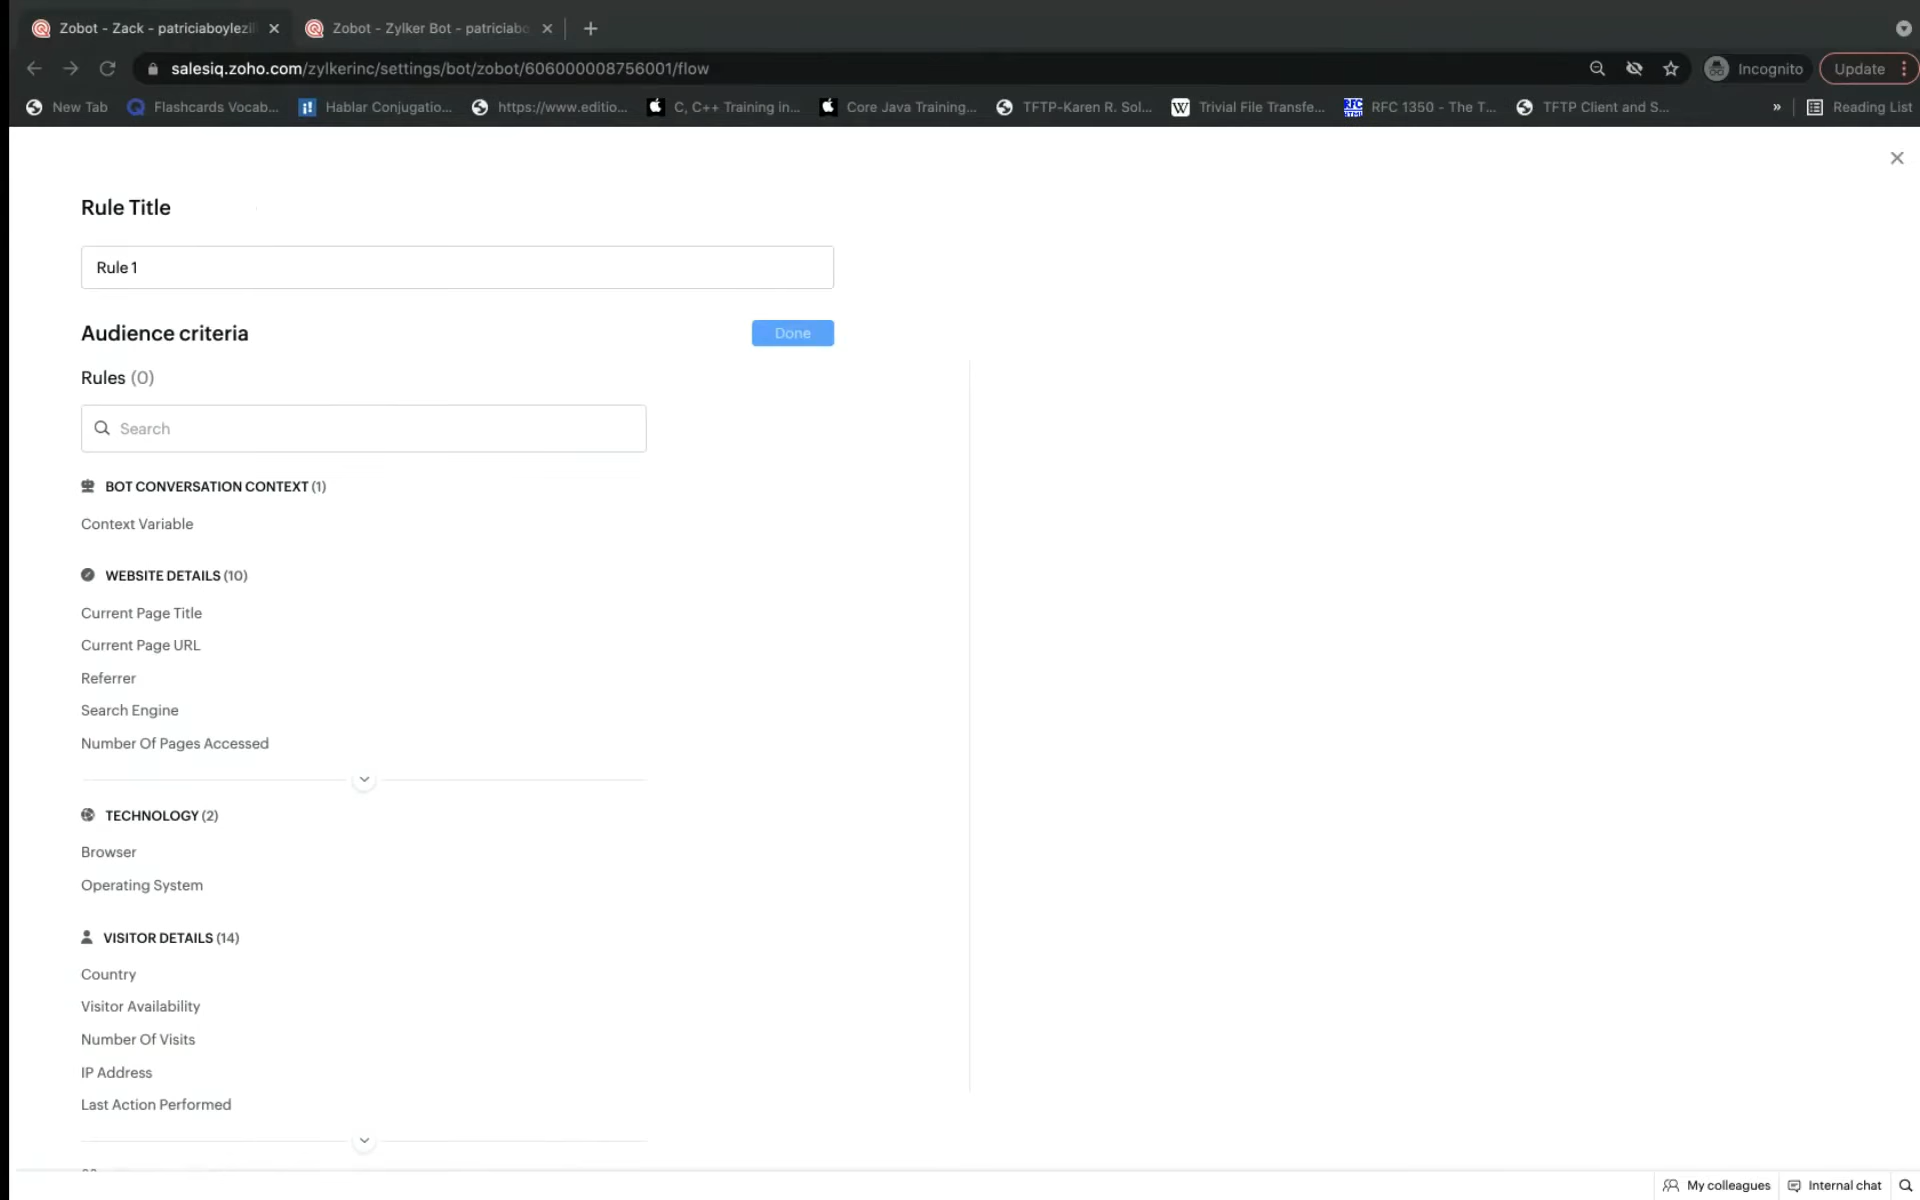 Zobot - Zack - patriciaboylezil
Zobot - Zylker Bot - patriciabo
salesiq.zoho.com/zylkerinc/settings/bot/zobot/606000008756001/flow
Incognito
Update
New Tab
Flashcards Vocab...
Hablar Conjugatio...
https://www.editio...
C, C++ Training in...
Core Java Training...
TFTP-Karen R. Sol...
Trivial File Transfe...
RFC 1350 - The T...
TFTP Client and S...
»
Reading List
Rule Title
Rule 1
Audience criteria
Done
Rules (0)
Search
BOT CONVERSATION CONTEXT (1)
Context Variable
WEBSITE DETAILS (10)
Current Page Title
Current Page URL
Referrer
Search Engine
Number Of Pages Accessed
TECHNOLOGY (2)
Browser
Operating System
VISITOR DETAILS (14)
Country
Visitor Availability
Number Of Visits
IP Address
Last Action Performed
My colleagues
Internal chat